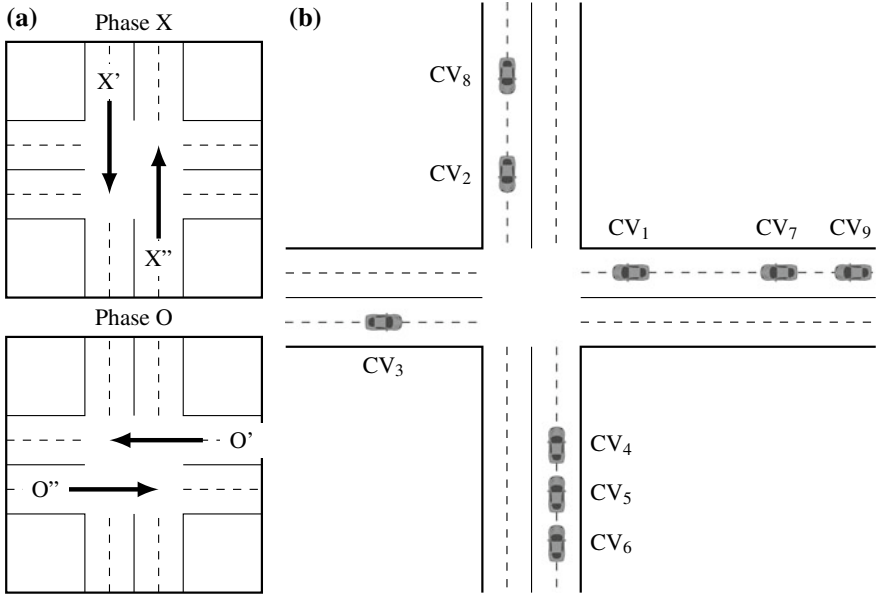 (a)
Phase X
X'
X''
Phase O
O'
O''
(b)
CV₈
CV₂
CV₁
CV₇
CV₉
CV₃
CV₄
CV₅
CV₆